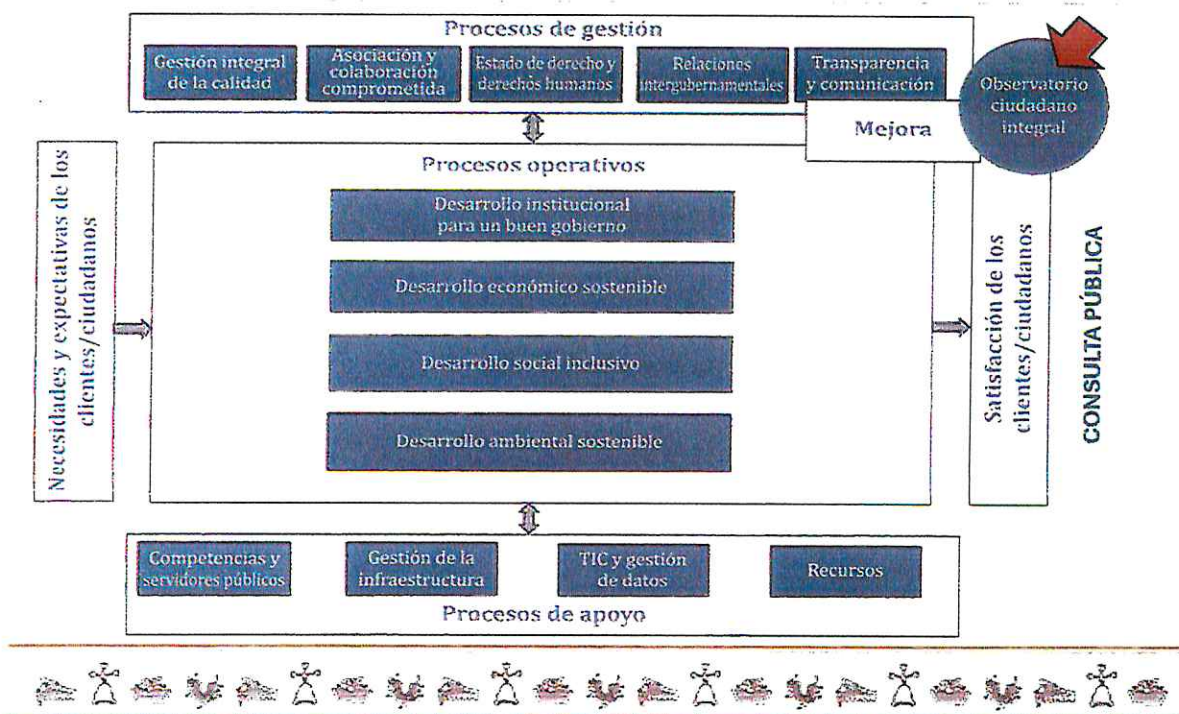 Procesos de gestión
Gestión integral
de la calidad
Asociación y
colaboración
comprometida
Estado de derecho y
derechos humanos
Relaciones
intergubernamentales
Transparencia
y comunicación
Observatorio
ciudadano
integral
Mejora
Necesidades y expectativas de los
clientes/ciudadanos
Procesos operativos
Desarrollo institucional
para un buen gobierno
Desarrollo económico sostenible
Desarrollo social inclusivo
Desarrollo ambiental sostenible
Satisfacción de los
clientes/ciudadanos
CONSULTA PÚBLICA
Competencias y
servidores públicos
Gestión de la
infraestructura
TIC y gestión
de datos
Recursos
Procesos de apoyo